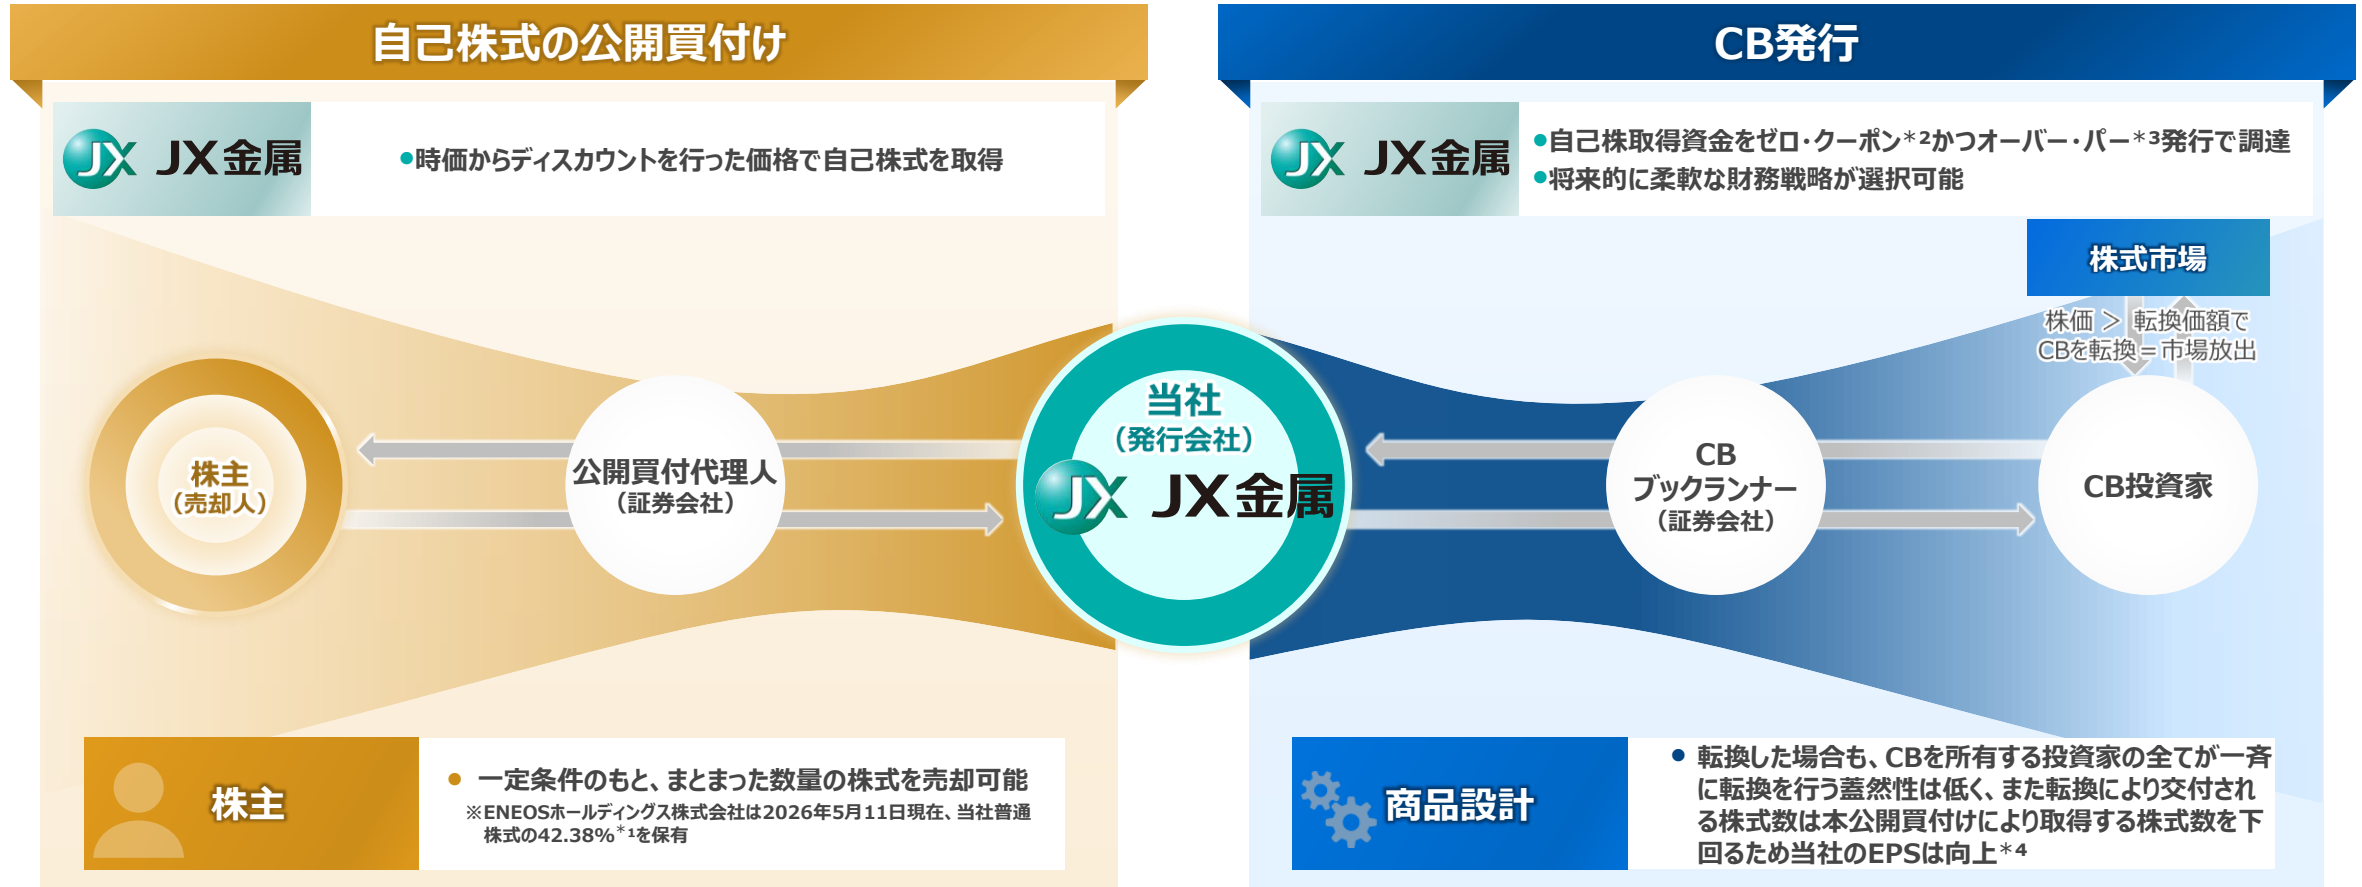 自己株式の公開買付け
JX JX金属
●時価からディスカウントを行った価格で自己株式を取得
株主
（売却人）
公開買付代理人
（証券会社）
当社
（発行会社）
JX JX金属
株主
● 一定条件のもと、まとまった数量の株式を売却可能
※ENEOSホールディングス株式会社は2026年5月11日現在、当社普通
株式の42.38%*1を保有
CB発行
JX JX金属
●自己株取得資金をゼロ・クーポン*2かつオーバー・パー*3発行で調達
●将来的に柔軟な財務戦略が選択可能
株式市場
株価 ＞ 転換価額で
CBを転換＝市場放出
CB
ブックランナー
（証券会社）
CB投資家
商品設計
● 転換した場合も、CBを所有する投資家の全てが一斉
に転換を行う蓋然性は低く、また転換により交付され
る株式数は本公開買付けにより取得する株式数を下
回るため当社のEPSは向上*4